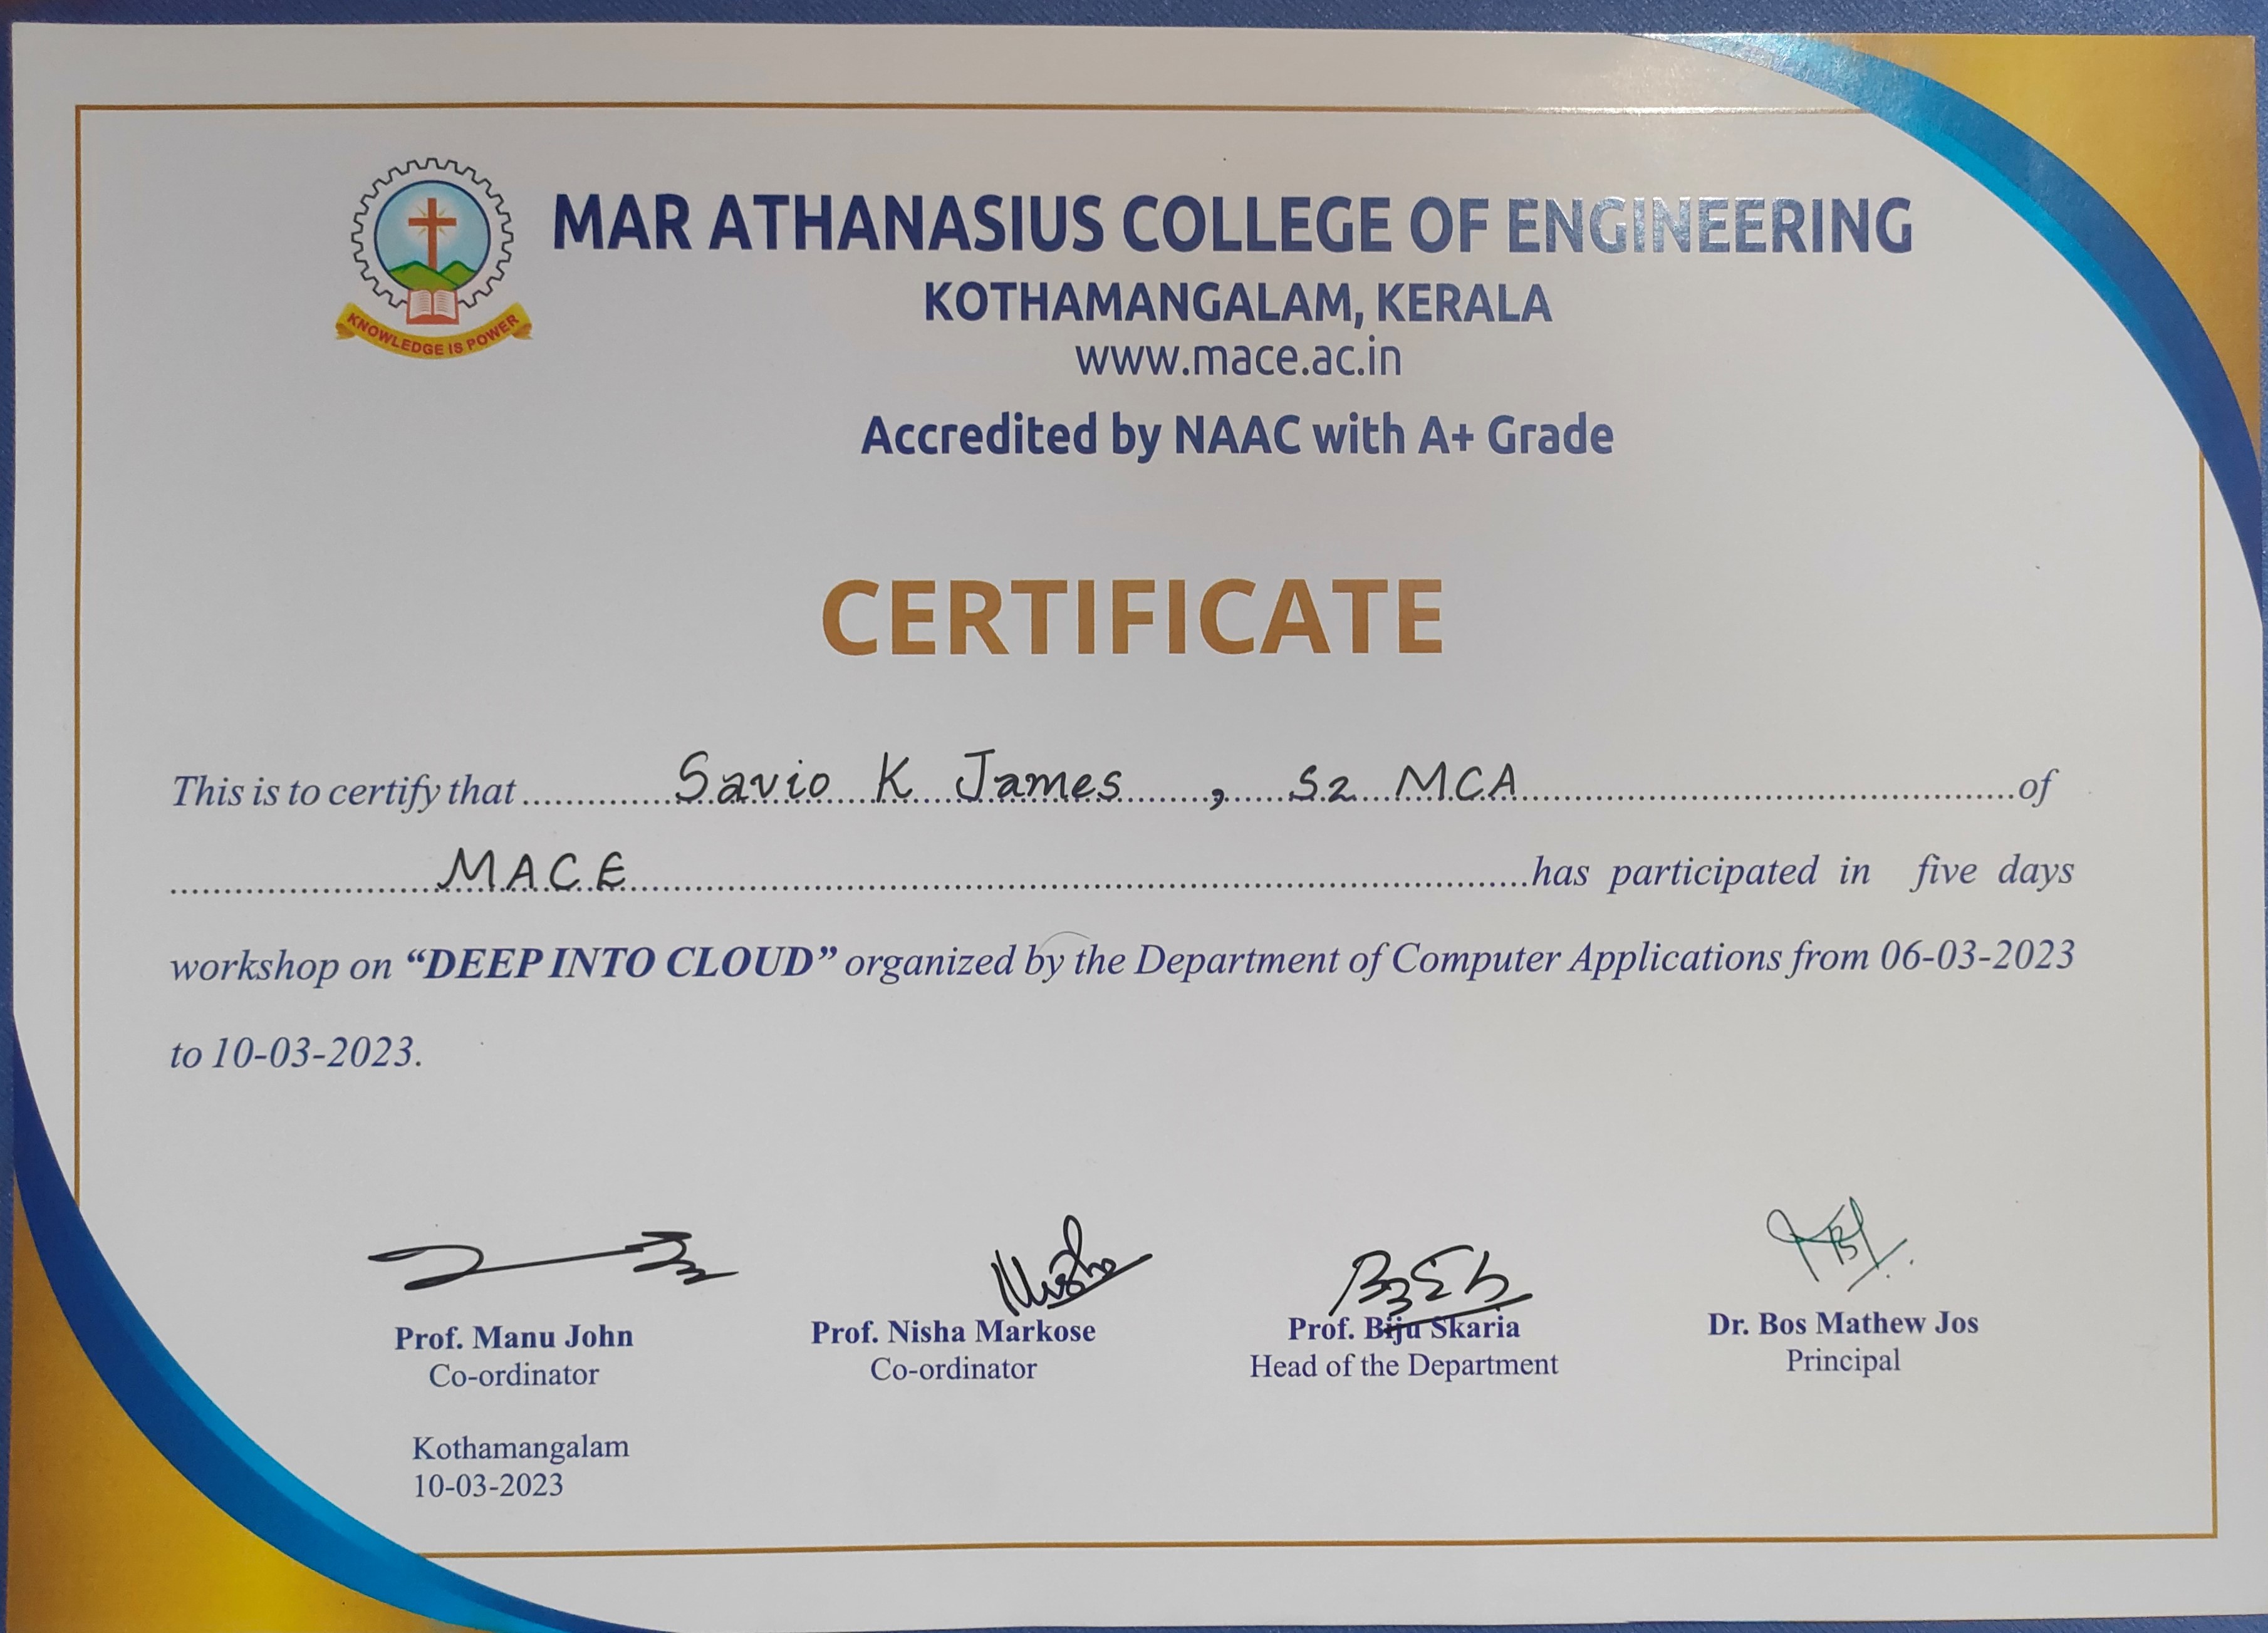 KNOWLEDGE IS POWER
MAR ATHANASIUS COLLEGE OF ENGINEERING
KOTHAMANGALAM, KERALA
www.mace.ac.in
Accredited by NAAC with A+ Grade
CERTIFICATE
This is to certify that ............Savio K James , S2 MCA............of
............MACE............has participated in five days
workshop on “DEEP INTO CLOUD” organized by the Department of Computer Applications from 06-03-2023
to 10-03-2023.
Nisha
Prof. Manu John Prof. Nisha Markose Prof. Biju Skaria Dr. Bos Mathew Jos
Co-ordinator Co-ordinator Head of the Department Principal
Kothamangalam
10-03-2023